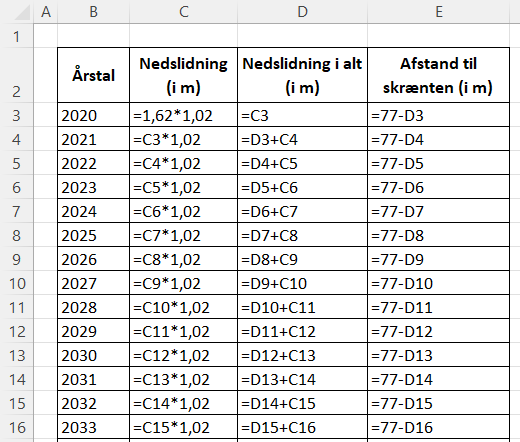 A B C D E
1
2 Årstal Nedslidning (i m) Nedslidning i alt (i m) Afstand til skrænten (i m)
3 2020 =1,62*1,02 =C3 =77-D3
4 2021 =C3*1,02 =D3+C4 =77-D4
5 2022 =C4*1,02 =D4+C5 =77-D5
6 2023 =C5*1,02 =D5+C6 =77-D6
7 2024 =C6*1,02 =D6+C7 =77-D7
8 2025 =C7*1,02 =D7+C8 =77-D8
9 2026 =C8*1,02 =D8+C9 =77-D9
10 2027 =C9*1,02 =D9+C10 =77-D10
11 2028 =C10*1,02 =D10+C11 =77-D11
12 2029 =C11*1,02 =D11+C12 =77-D12
13 2030 =C12*1,02 =D12+C13 =77-D13
14 2031 =C13*1,02 =D13+C14 =77-D14
15 2032 =C14*1,02 =D14+C15 =77-D15
16 2033 =C15*1,02 =D15+C16 =77-D16